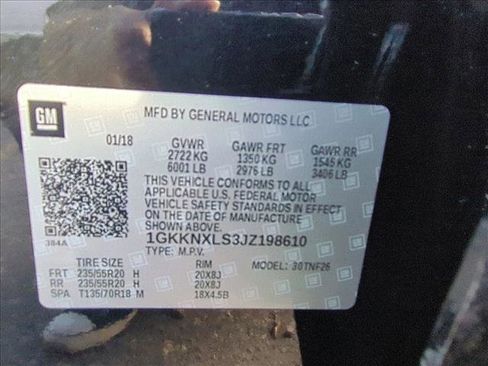 GM
MFD BY GENERAL MOTORS LLC
01/18 GVWR GAWR FRT GAWR RR
2722 KG 1350 KG 1545 KG
6001 LB 2976 LB 3406 LB
THIS VEHICLE CONFORMS TO ALL
APPLICABLE U.S. FEDERAL MOTOR
VEHICLE SAFETY STANDARDS IN EFFECT
ON THE DATE OF MANUFACTURE
SHOWN ABOVE.
384A
1GKKNXLS3JZ198610
TYPE: M.P.V.
TIRE SIZE RIM MODEL: 30TNF26
FRT 235/55R20 H 20X8J
RR 235/55R20 H 20X8J
SPA T135/70R18 M 18X4.5B